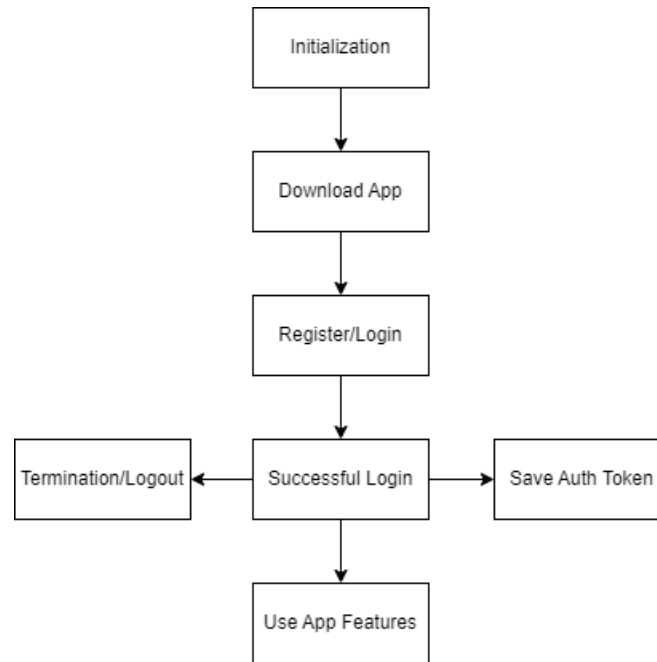 Initialization
Download App
Register/Login
Termination/Logout
Successful Login
Save Auth Token
Use App Features